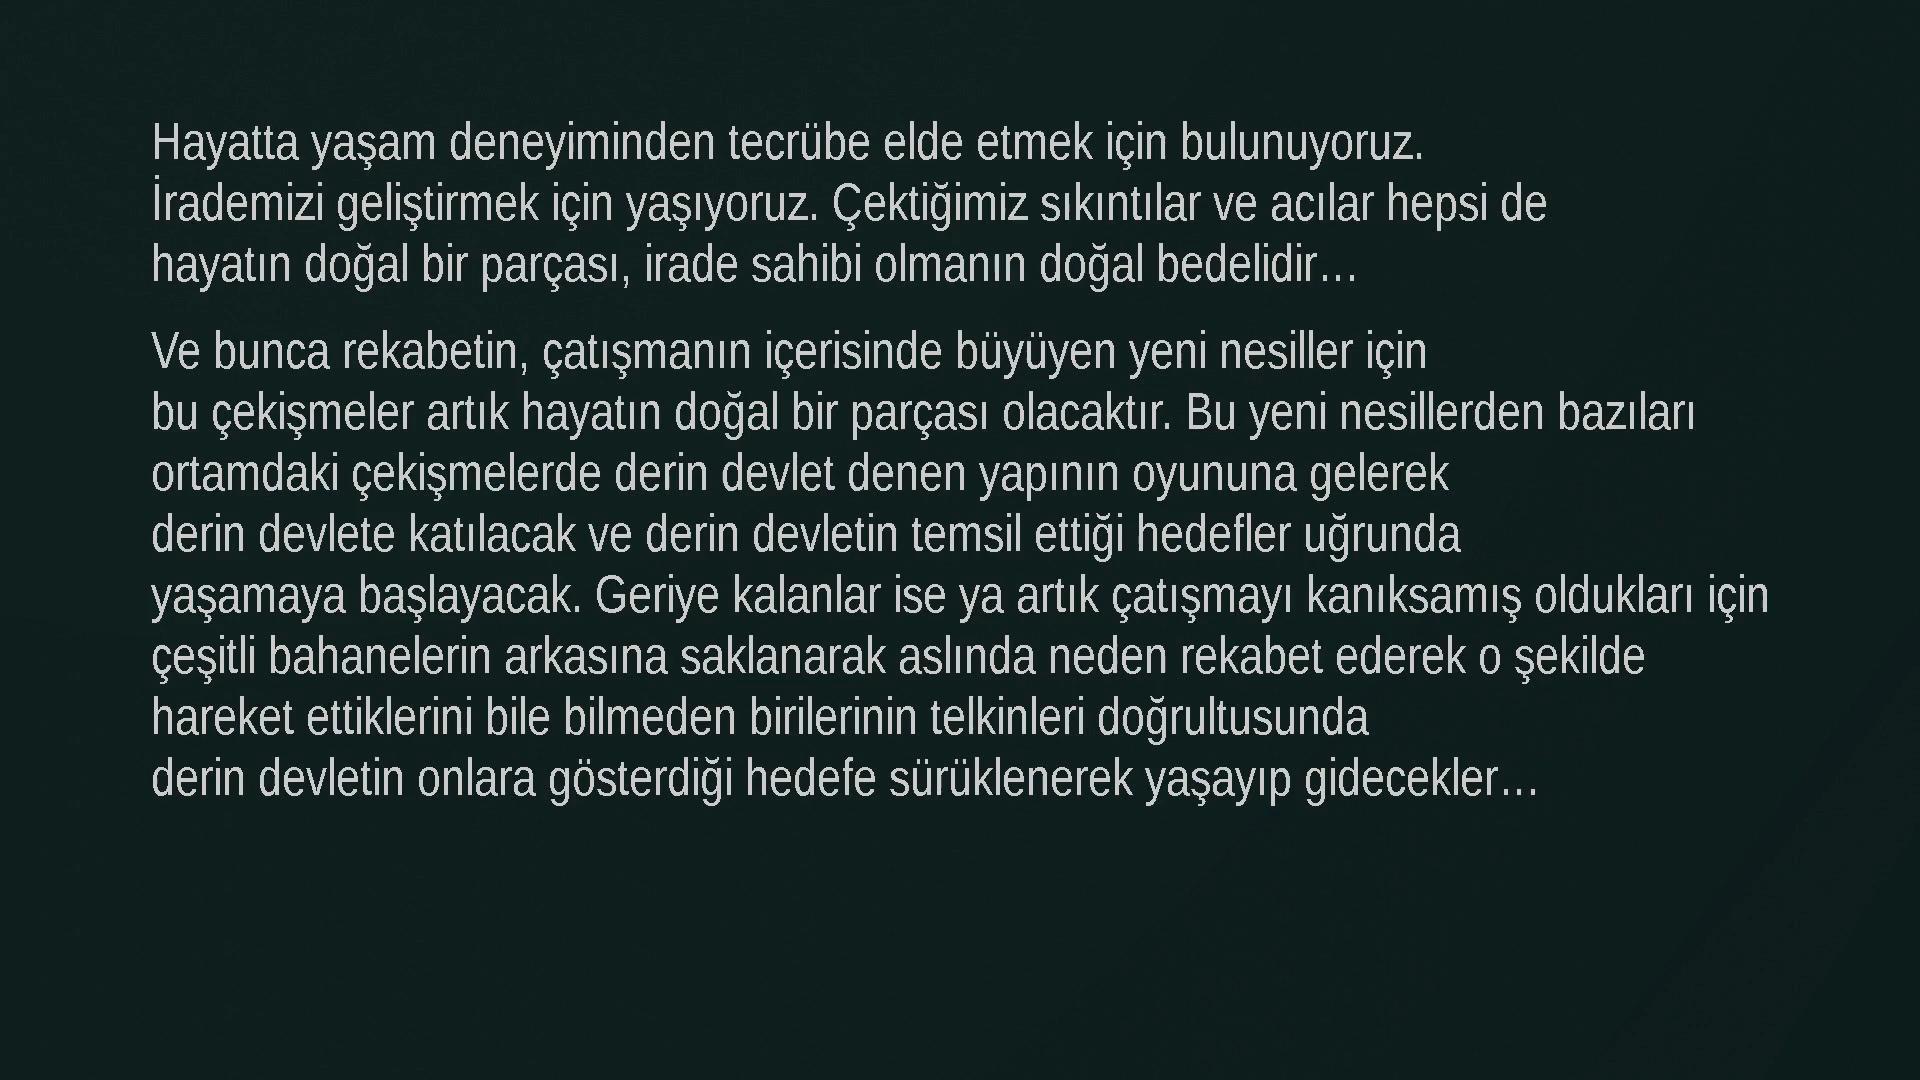 Hayatta yaşam deneyiminden tecrübe elde etmek için bulunuyoruz.
İrademizi geliştirmek için yaşıyoruz. Çektiğimiz sıkıntılar ve acılar hepsi de
hayatın doğal bir parçası, irade sahibi olmanın doğal bedelidir…
Ve bunca rekabetin, çatışmanın içerisinde büyüyen yeni nesiller için
bu çekişmeler artık hayatın doğal bir parçası olacaktır. Bu yeni nesillerden bazıları
ortamdaki çekişmelerde derin devlet denen yapının oyununa gelerek
derin devlete katılacak ve derin devletin temsil ettiği hedefler uğrunda
yaşamaya başlayacak. Geriye kalanlar ise ya artık çatışmayı kanıksamış oldukları için
çeşitli bahanelerin arkasına saklanarak aslında neden rekabet ederek o şekilde
hareket ettiklerini bile bilmeden birilerinin telkinleri doğrultusunda
derin devletin onlara gösterdiği hedefe sürüklenerek yaşayıp gidecekler…